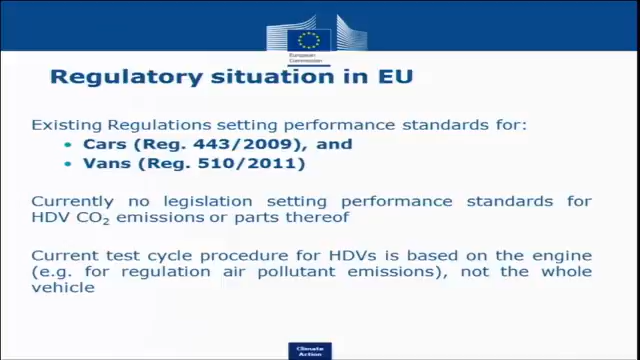 European
Commission
Regulatory situation in EU
Existing Regulations setting performance standards for:
• Cars (Reg. 443/2009), and
• Vans (Reg. 510/2011)
Currently no legislation setting performance standards for
HDV CO₂ emissions or parts thereof
Current test cycle procedure for HDVs is based on the engine
(e.g. for regulation air pollutant emissions), not the whole
vehicle
Climate
Action